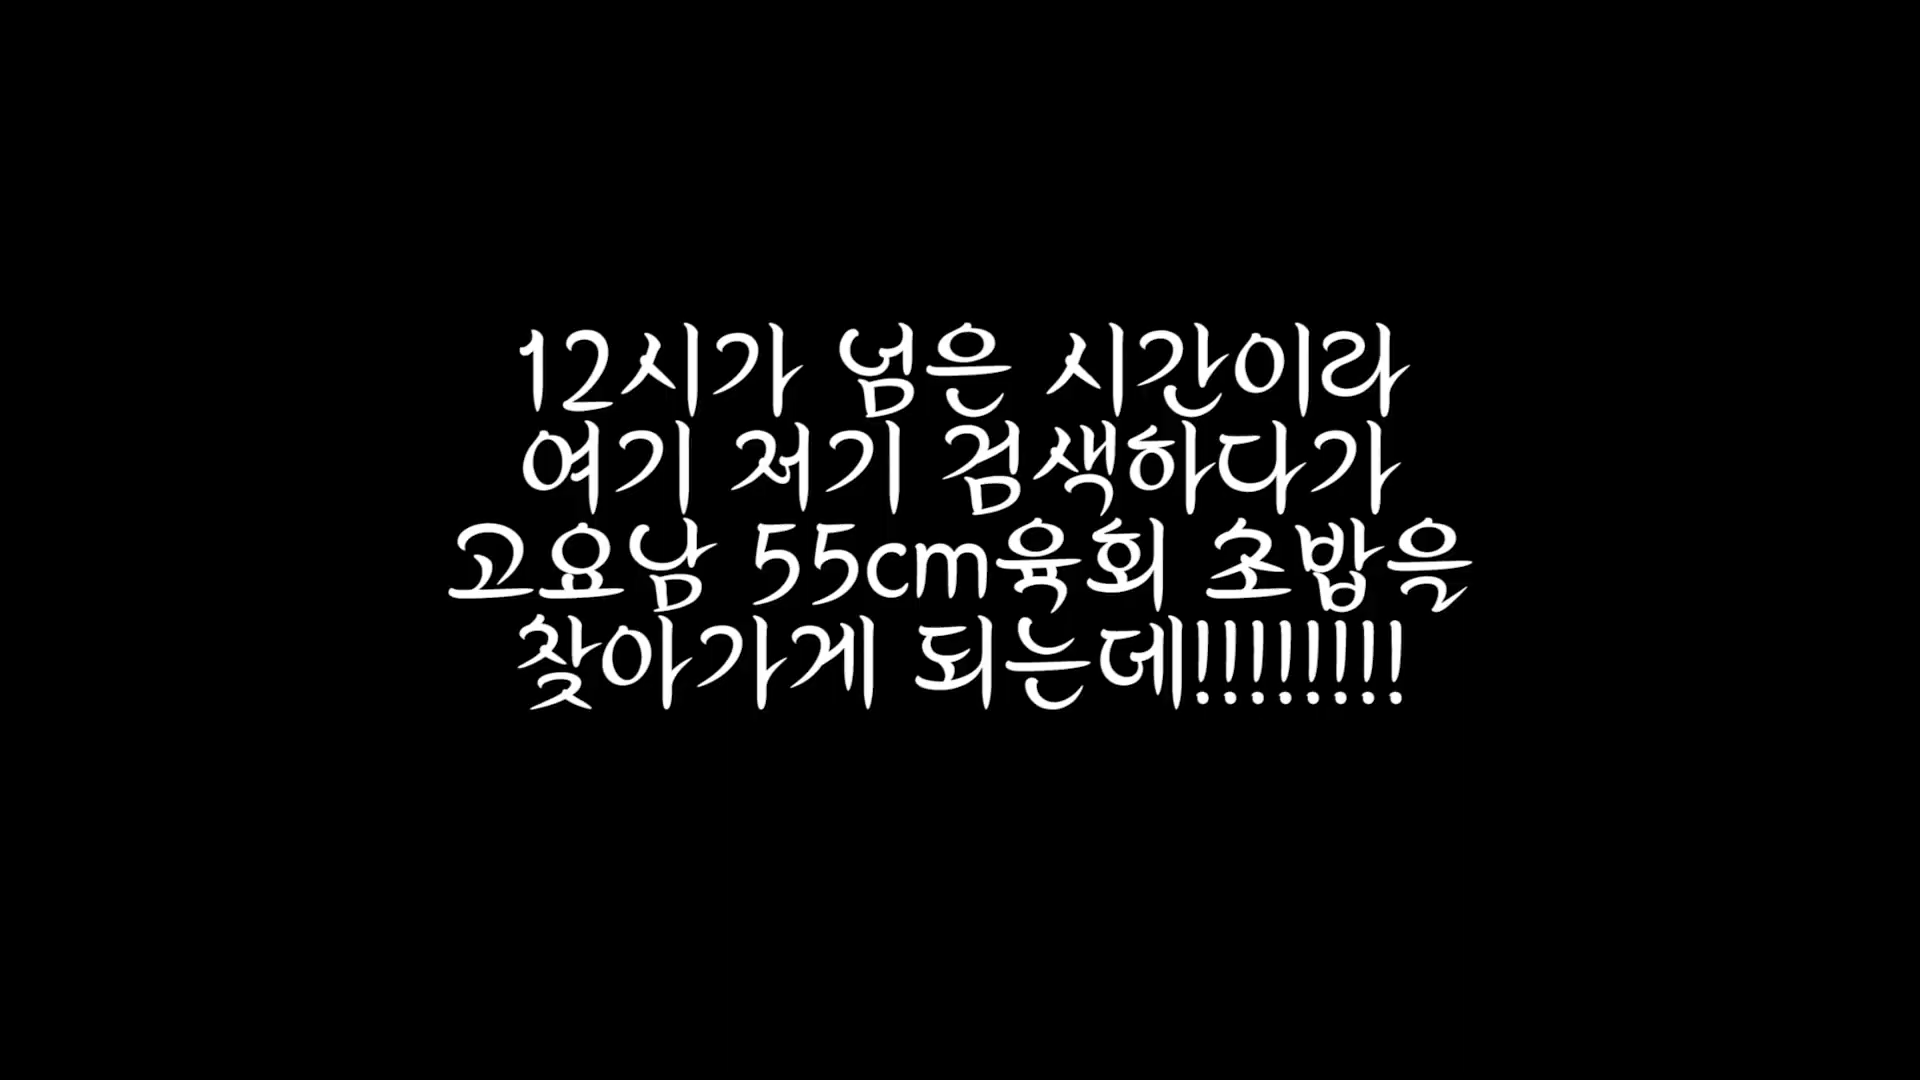 12시가 넘은 시간이라
여기 저기 검색하다가
고요남 55cm육회 초밥을
찾아가게 되는데!!!!!!!!